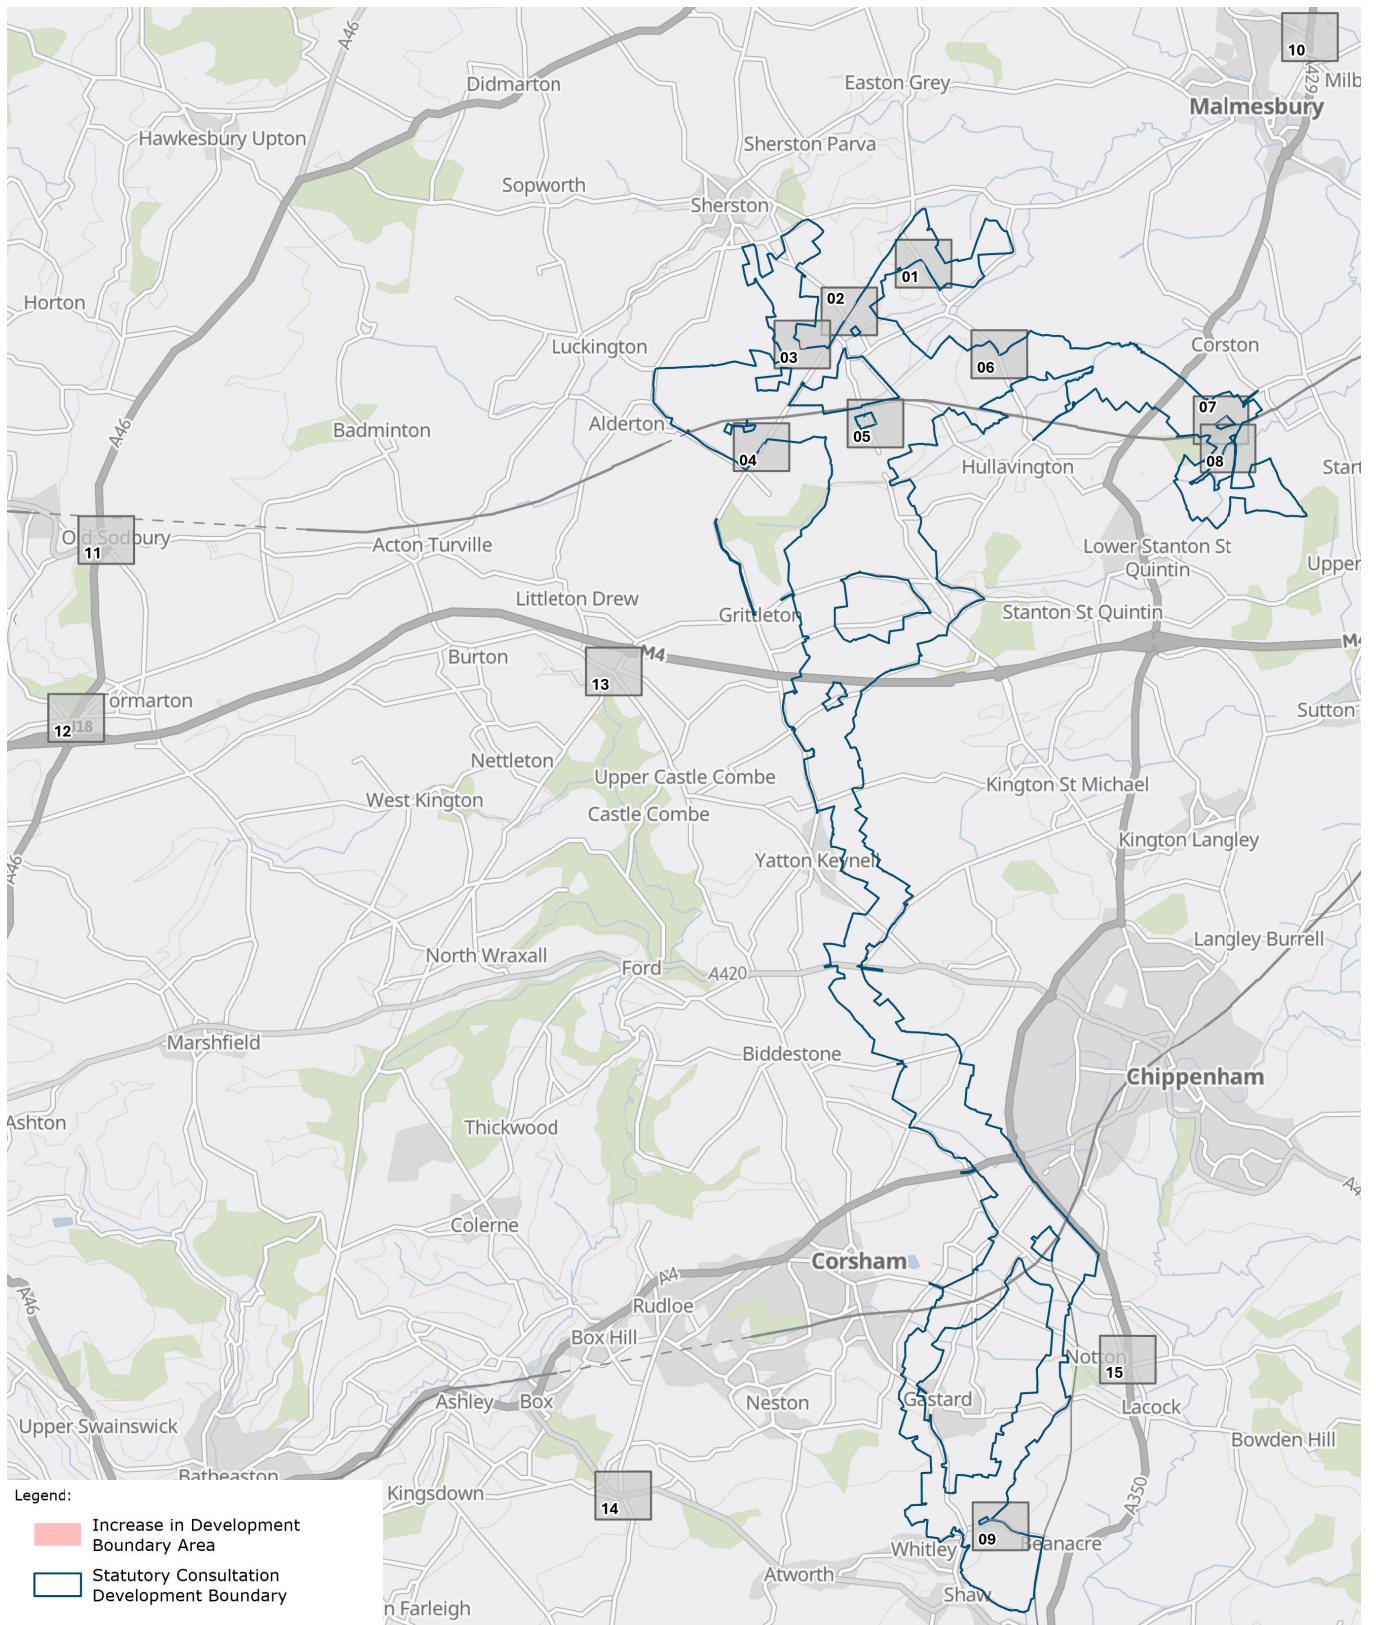 A46
10
Didmarton
Easton Grey
A429
Milb
Malmesbury
Hawkesbury Upton
Sherston Parva
Sopworth
Sherston
01
Horton
02
Luckington
03
06
Corston
07
A46
Badminton
Alderton
05
04
08
Hullavington
Start
Old Sodbury
11
Acton Turville
Lower Stanton St
Quintin
Upper
Littleton Drew
Grittleton
Stanton St Quintin
M4
M4
Burton
13
ormarton
12
J18
Sutton
Nettleton
Upper Castle Combe
Kington St Michael
West Kington
Castle Combe
Kington Langley
A46
Yatton Keynell
Langley Burrell
North Wraxall
Ford
A420
Marshfield
Biddestone
Chippenham
Ashton
Thickwood
A4
Colerne
Corsham
A46
A4
Rudloe
Box Hill
Notton
15
Ashley
Box
Neston
Gastard
Lacock
Upper Swainswick
Bowden Hill
Batheaston
Kingsdown
14
A350
09
Whitley
Beanacre
Atworth
Shaw
n Farleigh
Legend:
Increase in Development
Boundary Area
Statutory Consultation
Development Boundary